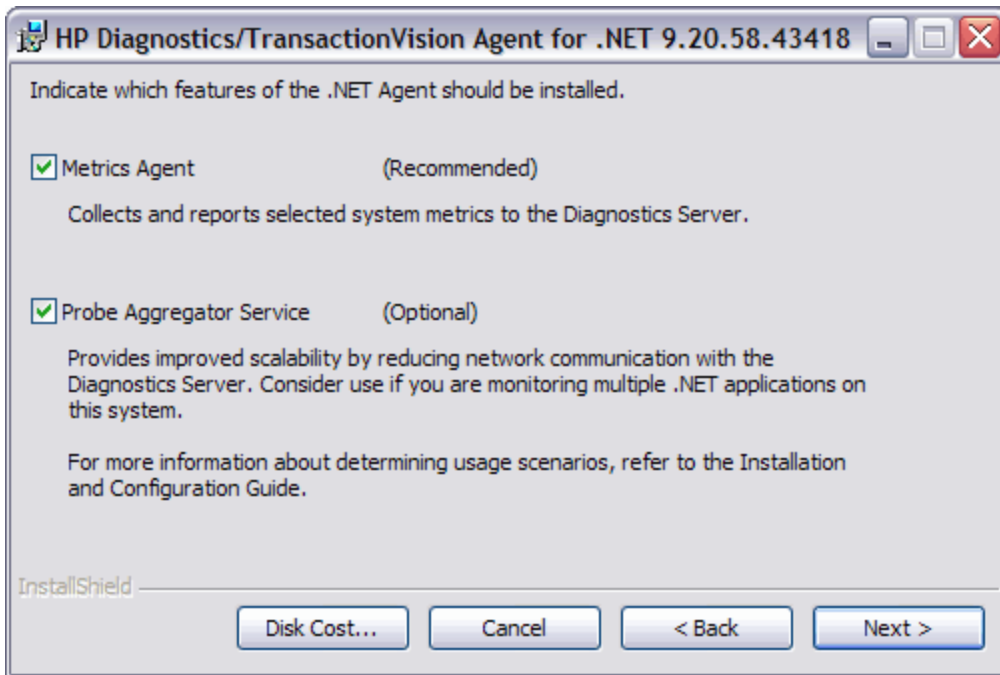 HP Diagnostics/TransactionVision Agent for .NET 9.20.58.43418
Indicate which features of the .NET Agent should be installed.
Metrics Agent (Recommended)
Collects and reports selected system metrics to the Diagnostics Server.
Probe Aggregator Service (Optional)
Provides improved scalability by reducing network communication with the
Diagnostics Server. Consider use if you are monitoring multiple .NET applications on
this system.
For more information about determining usage scenarios, refer to the Installation
and Configuration Guide.
InstallShield
Disk Cost... Cancel < Back Next >